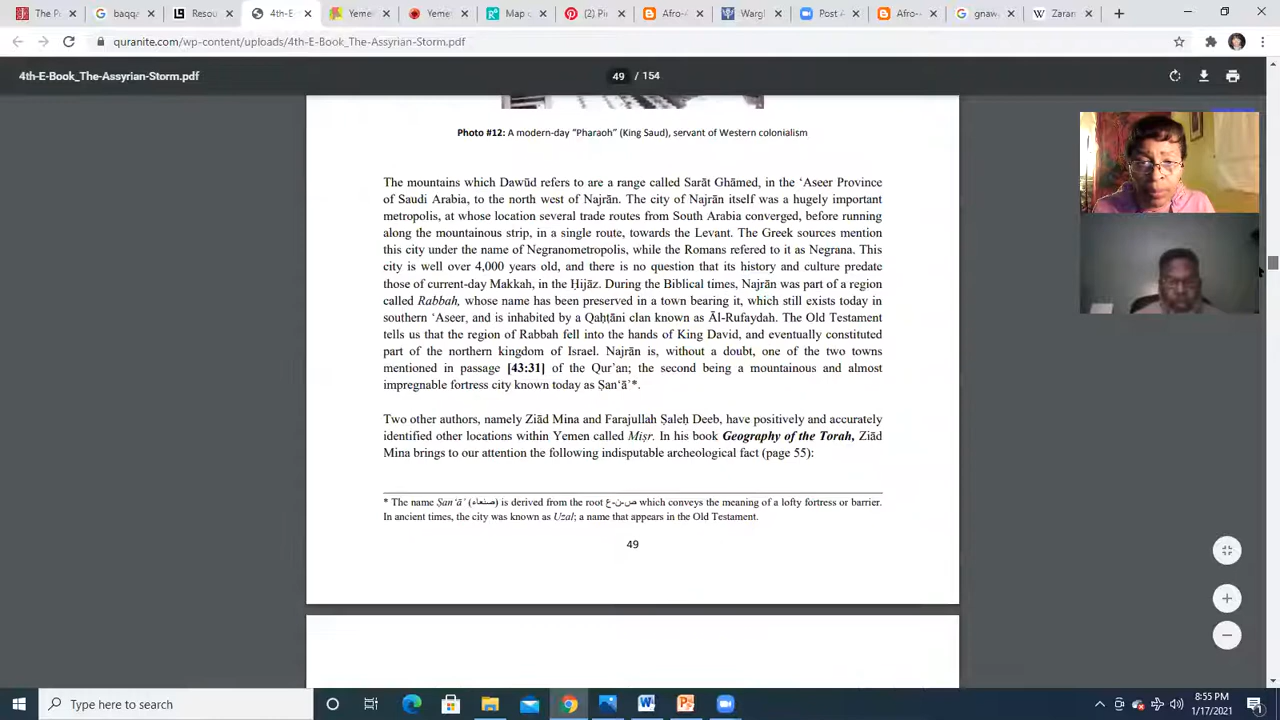 The P
baqqa
Resou
4th-E
Yeme
Yeme
Map o
(2) Pin
Afro-A
Wargl
Post A
Afro-A
gnaw
Zaram
quranite.com/wp-content/uploads/4th-E-Book_The-Assyrian-Storm.pdf
4th-E-Book_The-Assyrian-Storm.pdf
49 / 154
Photo #12: A modern-day "Pharaoh" (King Saud), servant of Western colonialism
The mountains which Dawūd refers to are a range called Sarāt Ghāmed, in the ‘Aseer Province
of Saudi Arabia, to the north west of Najrān. The city of Najrān itself was a hugely important
metropolis, at whose location several trade routes from South Arabia converged, before running
along the mountainous strip, in a single route, towards the Levant. The Greek sources mention
this city under the name of Negranometropolis, while the Romans refered to it as Negrana. This
city is well over 4,000 years old, and there is no question that its history and culture predate
those of current-day Makkah, in the Ḥijāz. During the Biblical times, Najrān was part of a region
called Rabbah, whose name has been preserved in a town bearing it, which still exists today in
southern ‘Aseer, and is inhabited by a Qaḥṭāni clan known as Āl-Rufaydah. The Old Testament
tells us that the region of Rabbah fell into the hands of King David, and eventually constituted
part of the northern kingdom of Israel. Najrān is, without a doubt, one of the two towns
mentioned in passage [43:31] of the Qur’an; the second being a mountainous and almost
impregnable fortress city known today as Ṣan‘ā’*.
Two other authors, namely Ziād Mina and Farajullah Ṣaleḥ Deeb, have positively and accurately
identified other locations within Yemen called Miṣr. In his book Geography of the Torah, Ziād
Mina brings to our attention the following indisputable archeological fact (page 55):
* The name Ṣan‘ā’ (صنعاء) is derived from the root ص-ن-ع which conveys the meaning of a lofty fortress or barrier.
In ancient times, the city was known as Uzal; a name that appears in the Old Testament.
49
Type here to search
8:55 PM
1/17/2021